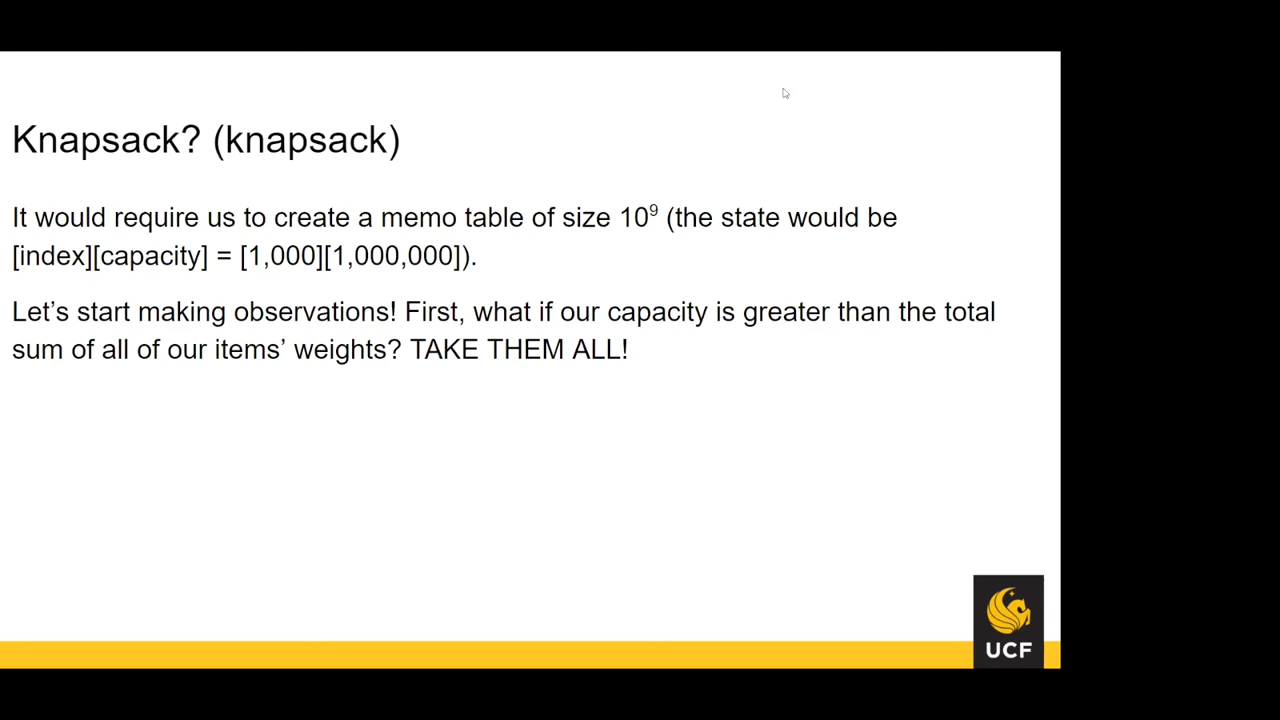 Knapsack? (knapsack)
It would require us to create a memo table of size 10⁹ (the state would be
[index][capacity] = [1,000][1,000,000]).
Let’s start making observations! First, what if our capacity is greater than the total
sum of all of our items’ weights? TAKE THEM ALL!
UCF